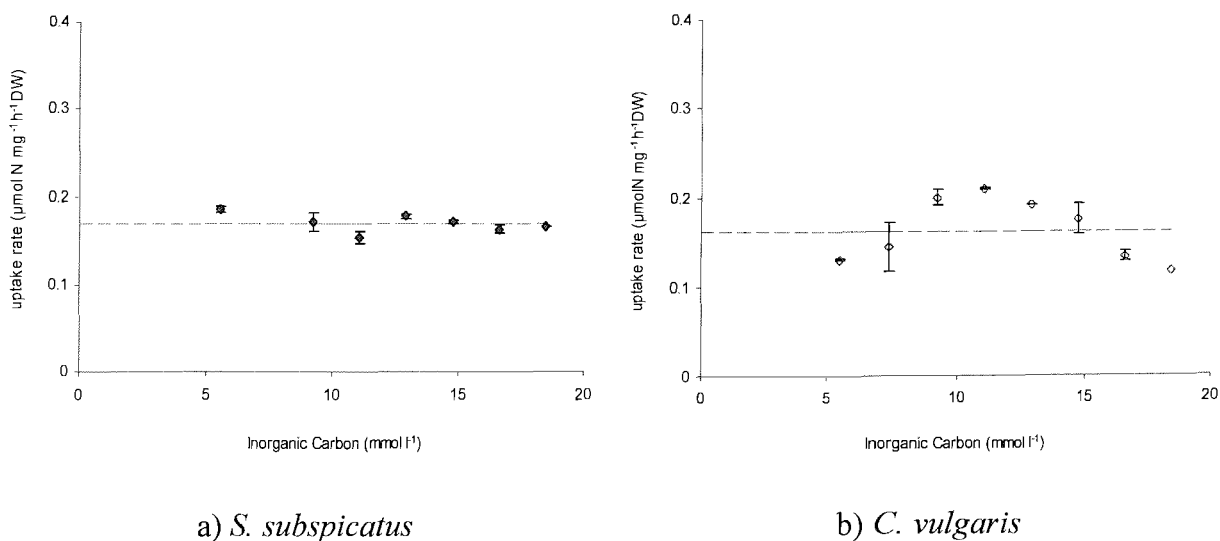 0.4
0.3
0.2
0.1
0
uptake rate (µmol N mg⁻¹h⁻¹DW)
0 5 10 15 20
Inorganic Carbon (mmol l⁻¹)
a) S. subspicatus
0.4
0.3
0.2
0.1
0
uptake rate (µmolN mg⁻¹h⁻¹DW)
0 5 10 15 20
Inorganic Carbon (mmol l⁻¹)
b) C. vulgaris